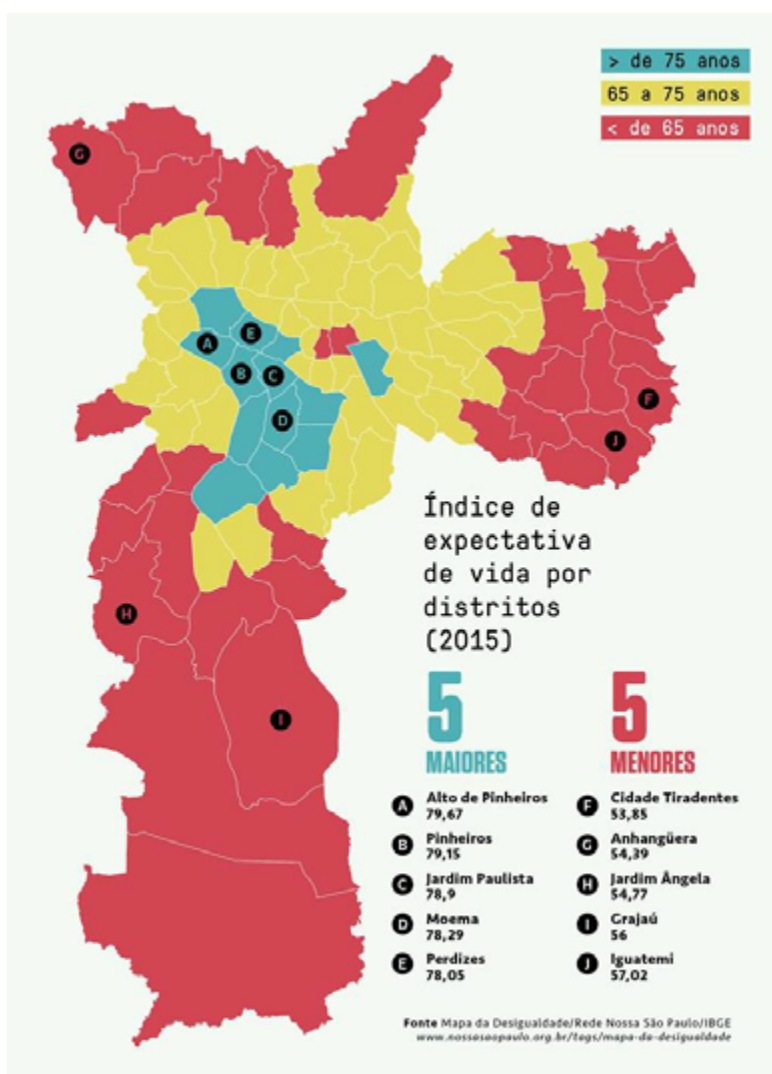 > de 75 anos
65 a 75 anos
< de 65 anos
G
E
A
B
C
D
F
J
H
I
Índice de
expectativa
de vida por
distritos
(2015)
5
MAIORES
A Alto de Pinheiros
79,67
B Pinheiros
79,15
C Jardim Paulista
78,9
D Moema
78,29
E Perdizes
78,05
5
MENORES
F Cidade Tiradentes
53,85
G Anhangüera
54,39
H Jardim Ângela
54,77
I Grajaú
56
J Iguatemi
57,02
Fonte Mapa da Desigualdade/Rede Nossa São Paulo/IBGE
www.nossasaopaulo.org.br/tags/mapa-da-desigualdade